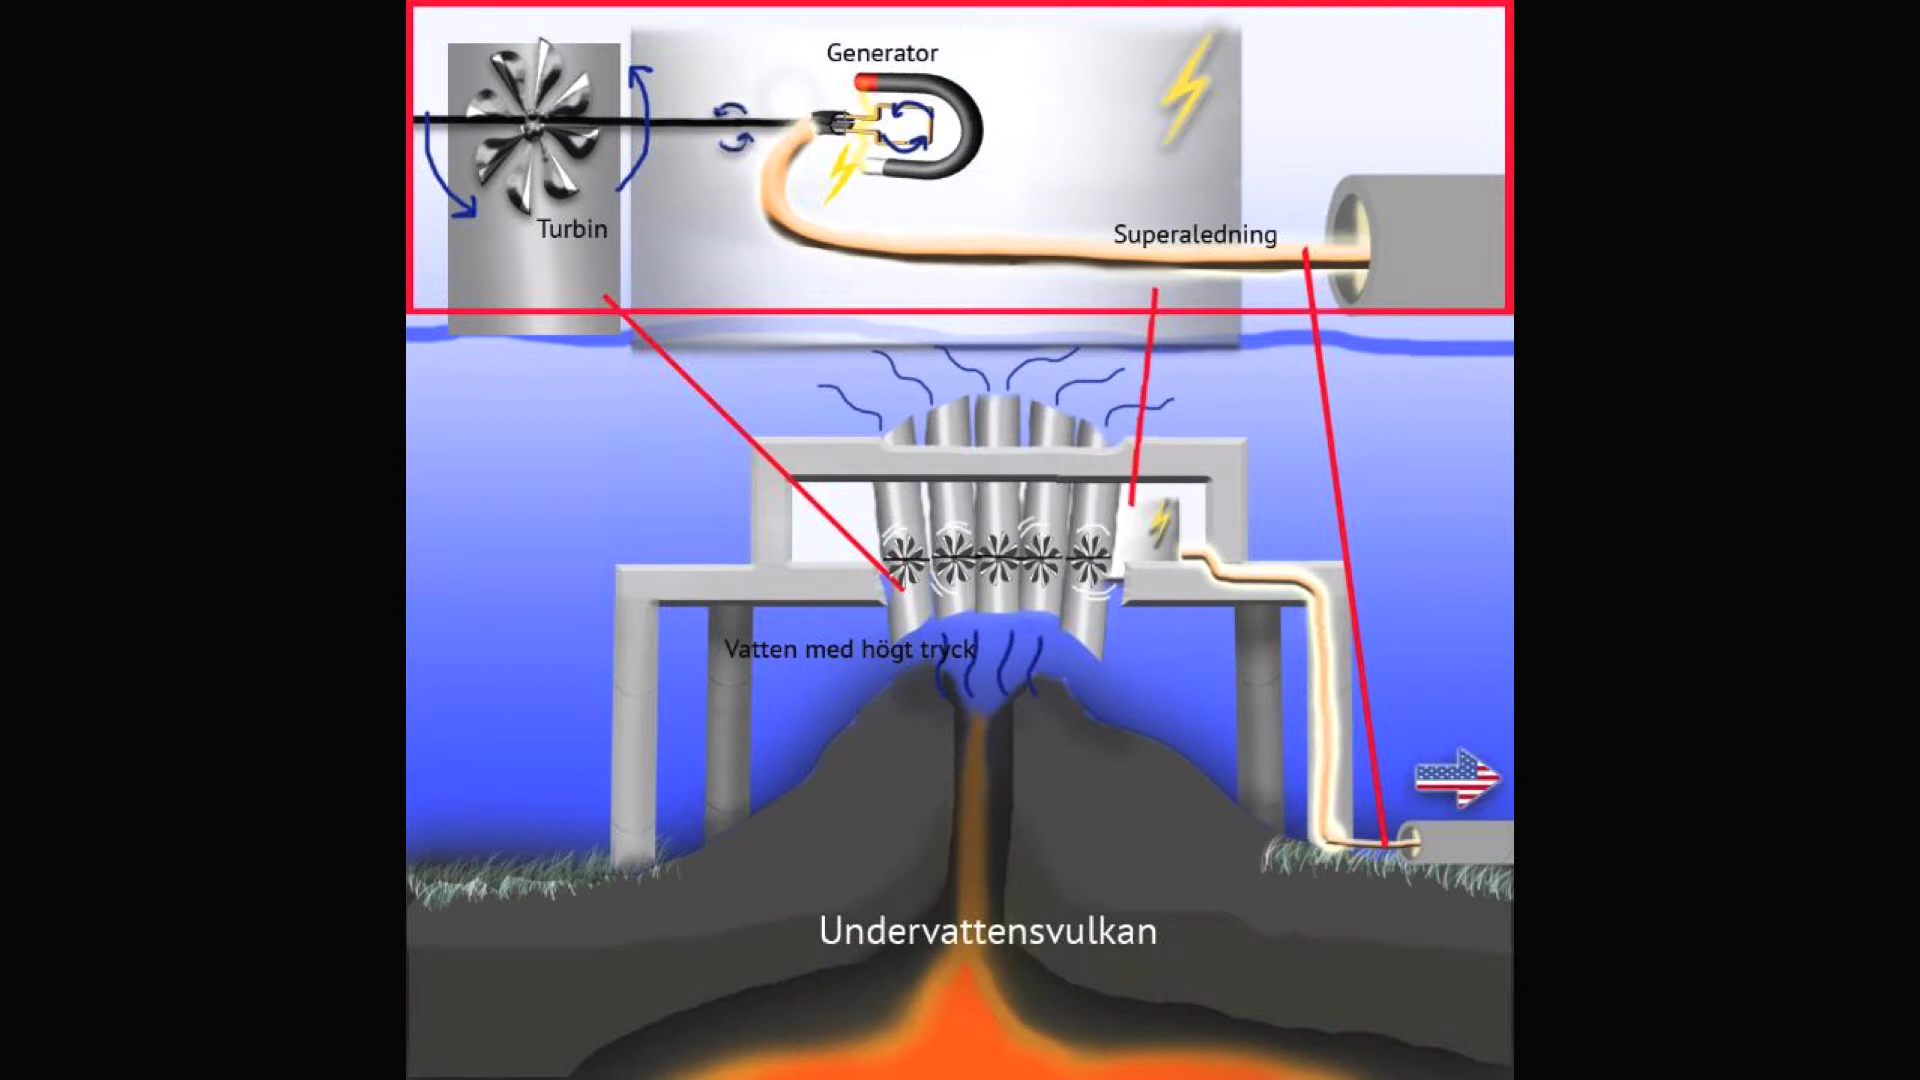 Generator
Turbin
Superaledning
Vatten med högt tryck
Undervattensvulkan